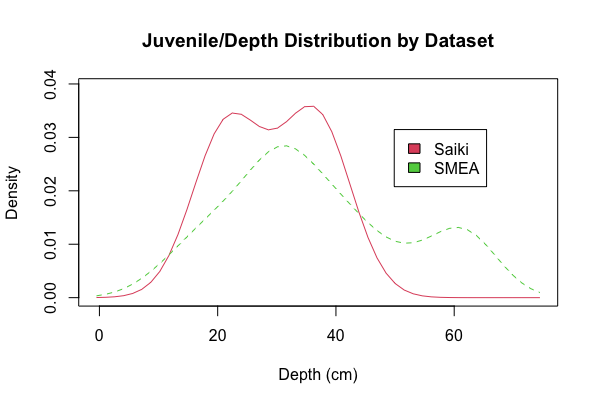 Juvenile/Depth Distribution by Dataset
Density
0.04
0.03
0.02
0.01
0.00
Saiki
SMEA
0
20
40
60
Depth (cm)